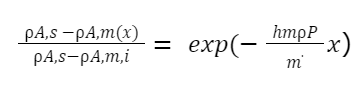 ρA,s −ρA,m(x) / ρA,s−ρA,m,i = exp(− hmρP / m˙ x)